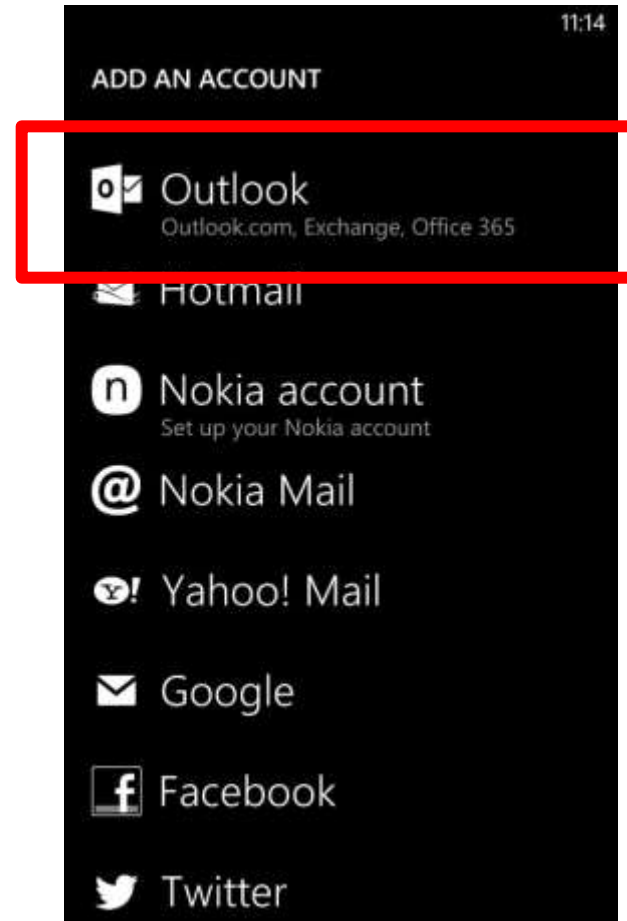 11:14
ADD AN ACCOUNT
Outlook
Outlook.com, Exchange, Office 365
Hotmail
Nokia account
Set up your Nokia account
Nokia Mail
Yahoo! Mail
Google
Facebook
Twitter